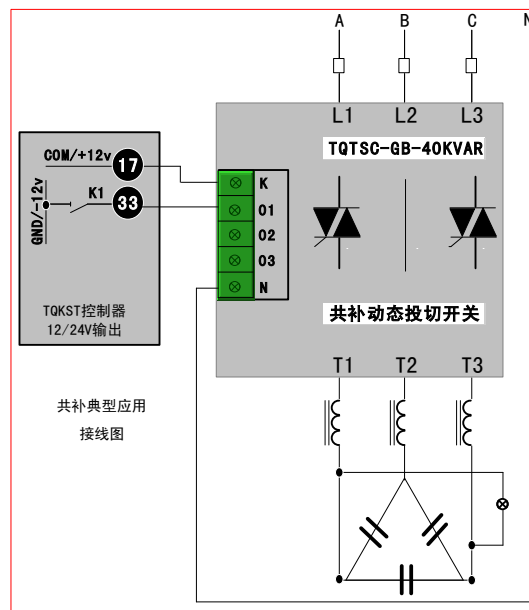 A B C N
L1 L2 L3
TQTSC-GB-40KVAR
COM/+12v 17
K1 33
GND/-12v
K
01
02
03
N
TQKST控制器
12/24V输出
共补动态投切开关
T1 T2 T3
共补典型应用
接线图